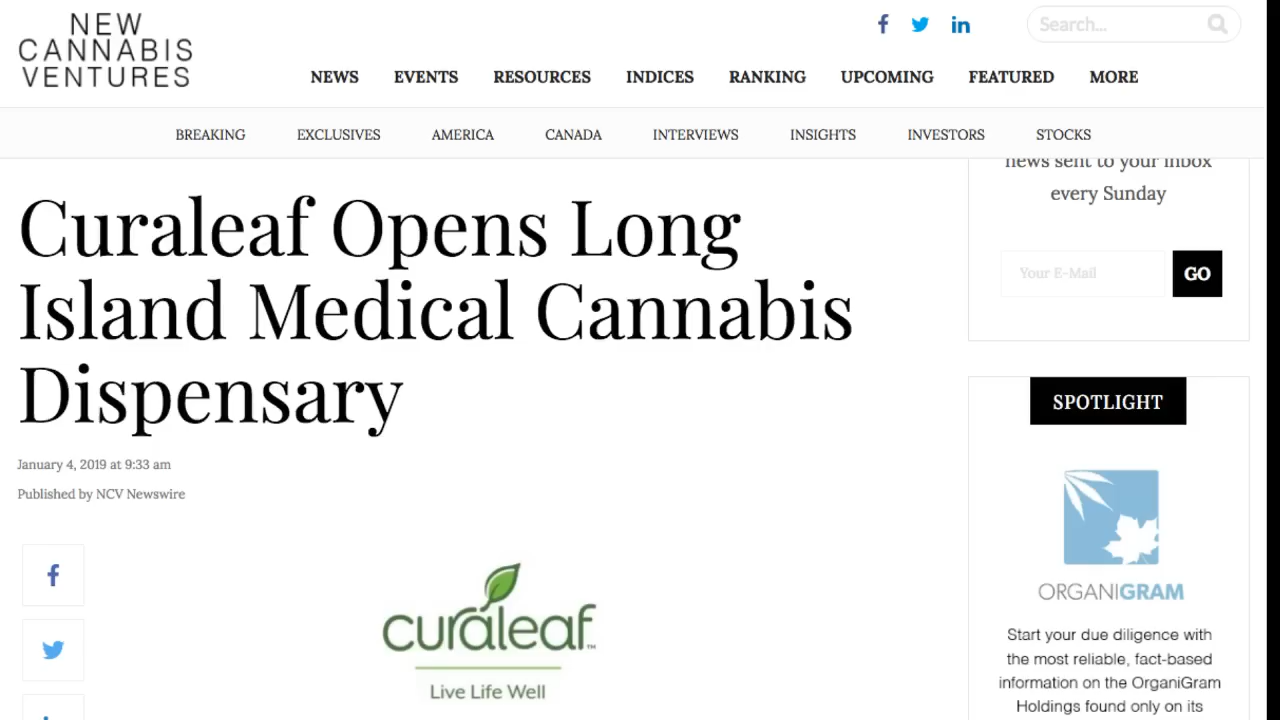 NEW
CANNABIS
VENTURES
Search...
NEWS EVENTS RESOURCES INDICES RANKING UPCOMING FEATURED MORE
BREAKING EXCLUSIVES AMERICA CANADA INTERVIEWS INSIGHTS INVESTORS STOCKS
Curaleaf Opens Long
Island Medical Cannabis
Dispensary
January 4, 2019 at 9:33 am
Published by NCV Newswire
curaleaf™
Live Life Well
news sent to your inbox
every Sunday
Your E-Mail GO
SPOTLIGHT
ORGANIGRAM
Start your due diligence with
the most reliable, fact-based
information on the OrganiGram
Holdings found only on its